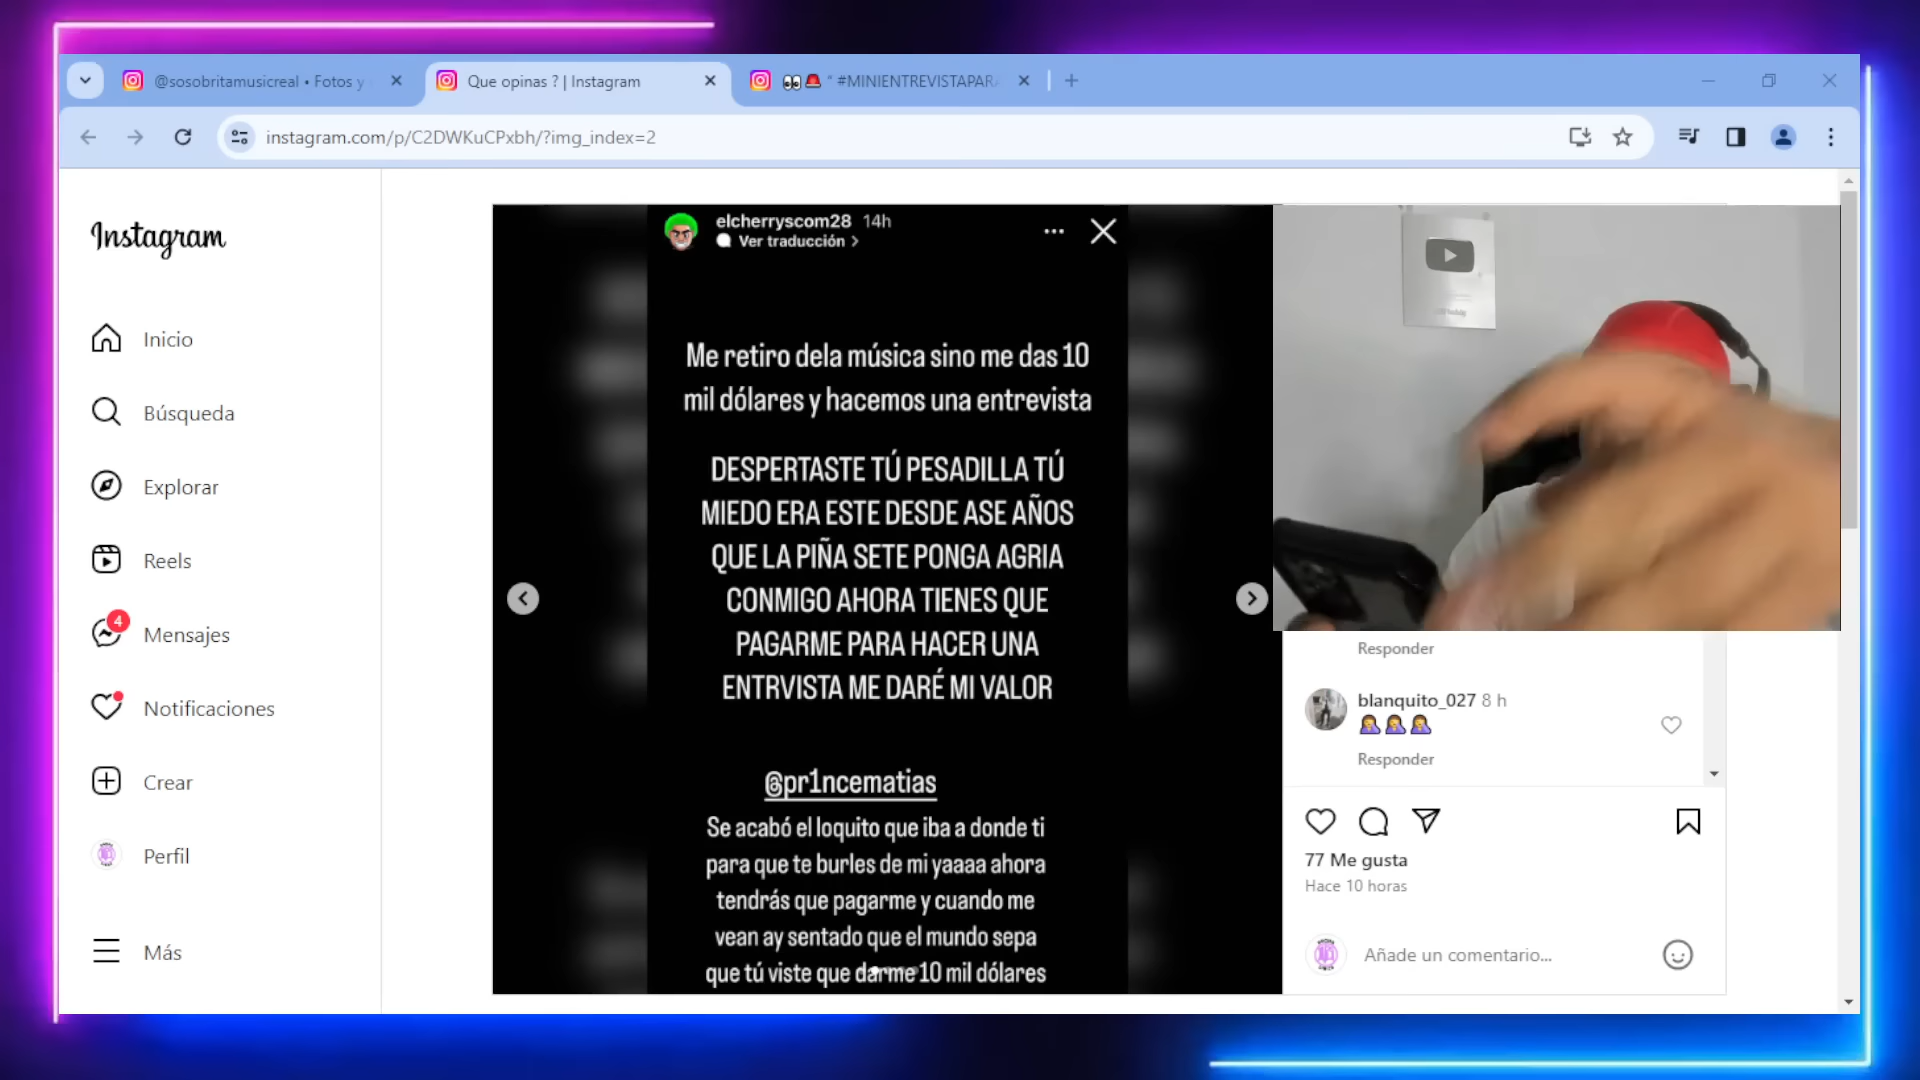 @sosobritamusicreal • Fotos y
Que opinas ? | Instagram
👀🚨 " #MINIENTREVISTAPARA
instagram.com/p/C2DWKuCPxbh/?img_index=2
Instagram
Inicio
Búsqueda
Explorar
Reels
4
Mensajes
Notificaciones
Crear
Perfil
Más
elcherryscom28 14h
Ver traducción >
Me retiro dela música sino me das 10
mil dólares y hacemos una entrevista
DESPERTASTE TÚ PESADILLA TÚ
MIEDO ERA ESTE DESDE ASE AÑOS
QUE LA PIÑA SETE PONGA AGRIA
CONMIGO AHORA TIENES QUE
PAGARME PARA HACER UNA
ENTRVISTA ME DARÉ MI VALOR
@pr1ncematias
Se acabó el loquito que iba a donde ti
para que te burles de mi yaaaa ahora
tendrás que pagarme y cuando me
vean ay sentado que el mundo sepa
que tú viste que darme 10 mil dólares
Responder
blanquito_027 8 h
🤦‍♀️🤦‍♀️🤦‍♀️
Responder
77 Me gusta
Hace 10 horas
Añade un comentario...